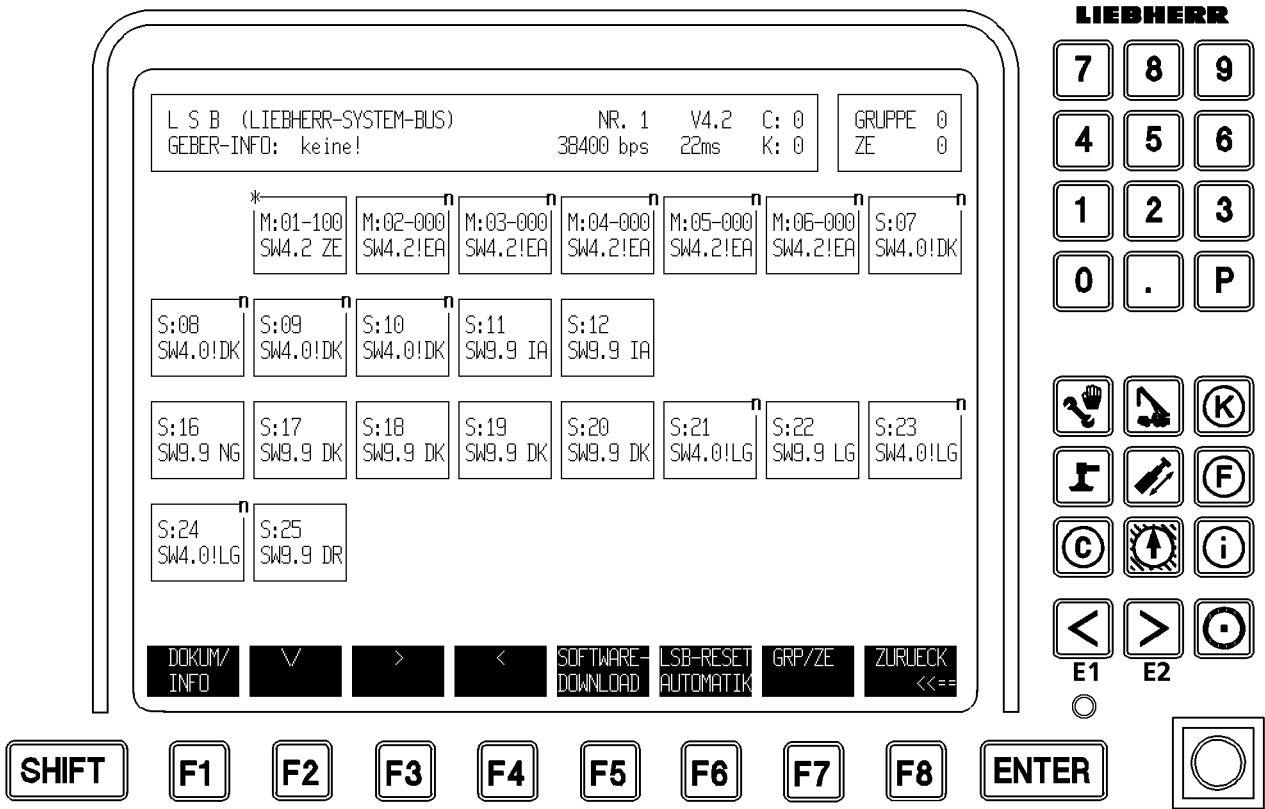 LIEBHERR
L S B (LIEBHERR-SYSTEM-BUS) NR. 1 V4.2 C: 0
GEBER-INFO: keine! 38400 bps 22ms K: 0
GRUPPE 0
ZE 0
* n n n n n n
M:01-100 M:02-000 M:03-000 M:04-000 M:05-000 M:06-000 S:07
SW4.2 ZE SW4.2!EA SW4.2!EA SW4.2!EA SW4.2!EA SW4.2!EA SW4.0!DK
n n n
S:08 S:09 S:10 S:11 S:12
SW4.0!DK SW4.0!DK SW4.0!DK SW9.9 IA SW9.9 IA
n n
S:16 S:17 S:18 S:19 S:20 S:21 S:22 S:23
SW9.9 NG SW9.9 DK SW9.9 DK SW9.9 DK SW9.9 DK SW4.0!LG SW9.9 LG SW4.0!LG
n
S:24 S:25
SW4.0!LG SW9.9 DR
DOKUM/ \/ > < SOFTWARE- LSB-RESET GRP/ZE ZURUECK
INFO DOWNLOAD AUTOMATIK <<==
SHIFT F1 F2 F3 F4 F5 F6 F7 F8 ENTER
7 8 9
4 5 6
1 2 3
0 . P
K
F
C i
< >
E1 E2